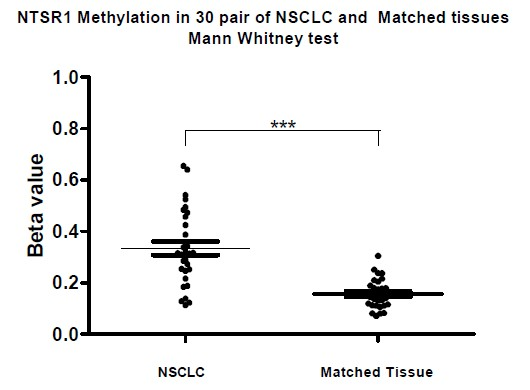 NTSR1 Methylation in 30 pair of NSCLC and Matched tissues
Mann Whitney test
1.0
0.8
0.6
0.4
0.2
0.0
Beta value
***
NSCLC
Matched Tissue